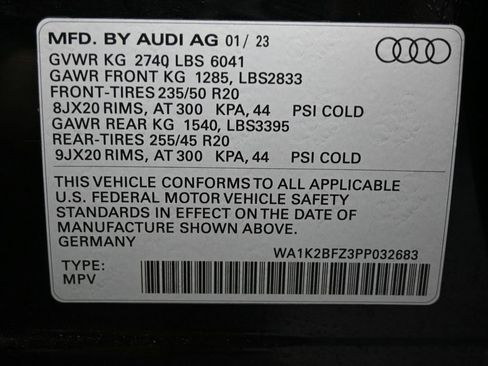 MFD. BY AUDI AG 01/ 23
GVWR KG 2740 LBS 6041
GAWR FRONT KG 1285, LBS2833
FRONT-TIRES 235/50 R20
8JX20 RIMS, AT 300 KPA, 44 PSI COLD
GAWR REAR KG 1540, LBS3395
REAR-TIRES 255/45 R20
9JX20 RIMS, AT 300 KPA, 44 PSI COLD
THIS VEHICLE CONFORMS TO ALL APPLICABLE
U.S. FEDERAL MOTOR VEHICLE SAFETY
STANDARDS IN EFFECT ON THE DATE OF
MANUFACTURE SHOWN ABOVE.
GERMANY
WA1K2BFZ3PP032683
TYPE:
MPV